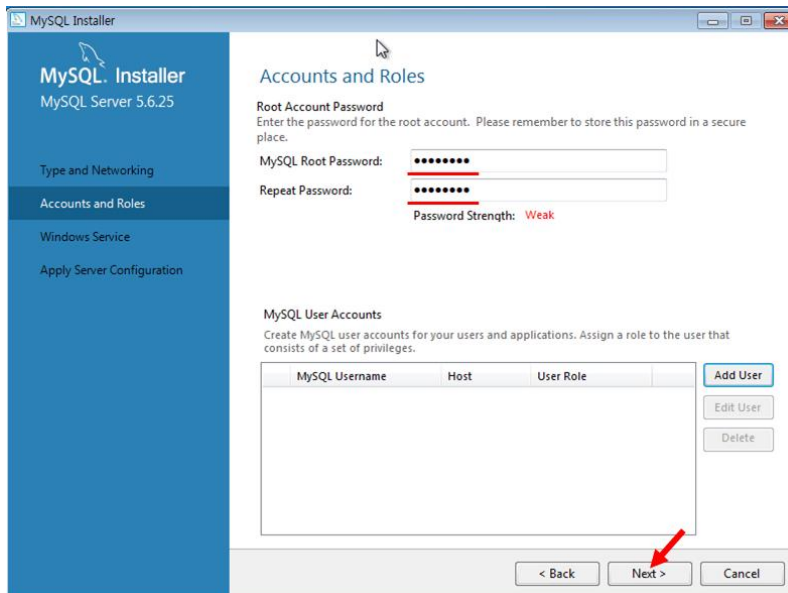 MySQL Installer
MySQL. Installer
MySQL Server 5.6.25
Type and Networking
Accounts and Roles
Windows Service
Apply Server Configuration
Accounts and Roles
Root Account Password
Enter the password for the root account. Please remember to store this password in a secure
place.
MySQL Root Password: ●●●●●●●●
Repeat Password: ●●●●●●●●
Password Strength: Weak
MySQL User Accounts
Create MySQL user accounts for your users and applications. Assign a role to the user that
consists of a set of privileges.
MySQL Username Host User Role
Add User
Edit User
Delete
< Back Next > Cancel